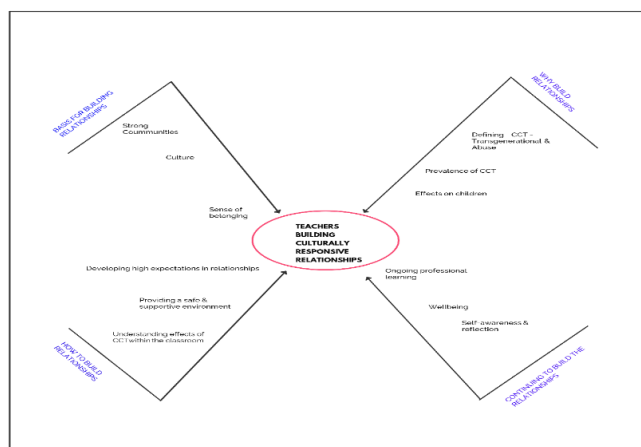 BASIS FOR BUILDING
RELATIONSHIPS
Strong
Coummunities
Culture
Sense of
belonging
WHY BUILD
RELATIONSHIPS
Defining CCT -
Transgenerational &
Abuse
Prevalence of CCT
Effects on children
TEACHERS
BUILDING
CULTURALLY
RESPONSIVE
RELATIONSHIPS
Developing high expectations in relationships
Providing a safe &
supportive environment
Understanding effects of
CCT within the classroom
HOW TO BUILD
RELATIONSHIPS
Ongoing professional
learning
Wellbeing
Self-awareness &
reflection
CONTINUING TO BUILD THE
RELATIONSHIPS